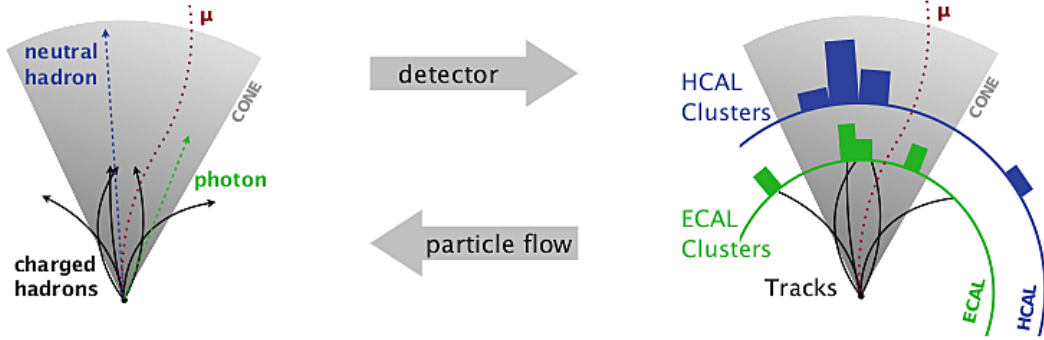 μ
neutral
hadron
CONE
photon
charged
hadrons
detector
particle flow
μ
HCAL
Clusters
CONE
ECAL
Clusters
Tracks
ECAL
HCAL